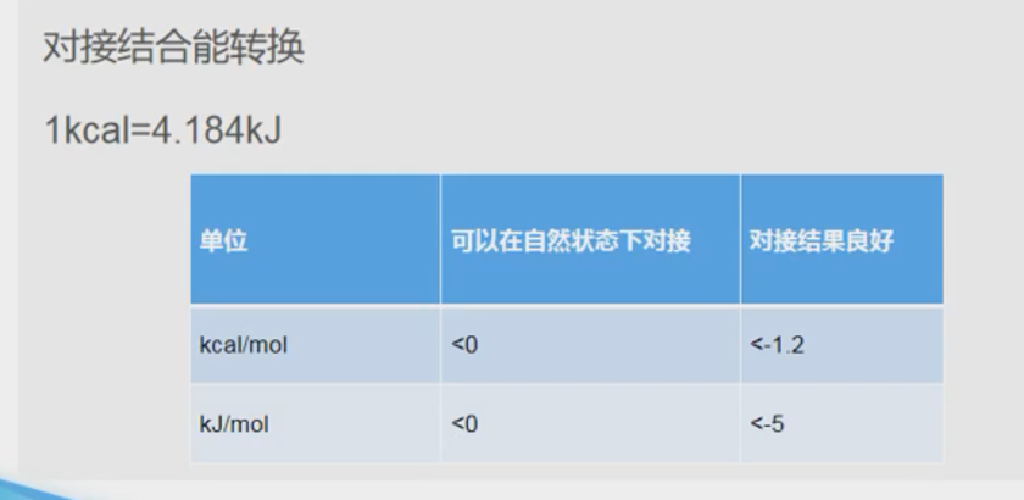 对接结合能转换
1kcal=4.184kJ
单位 可以在自然状态下对接 对接结果良好
kcal/mol <0 <-1.2
kJ/mol <0 <-5